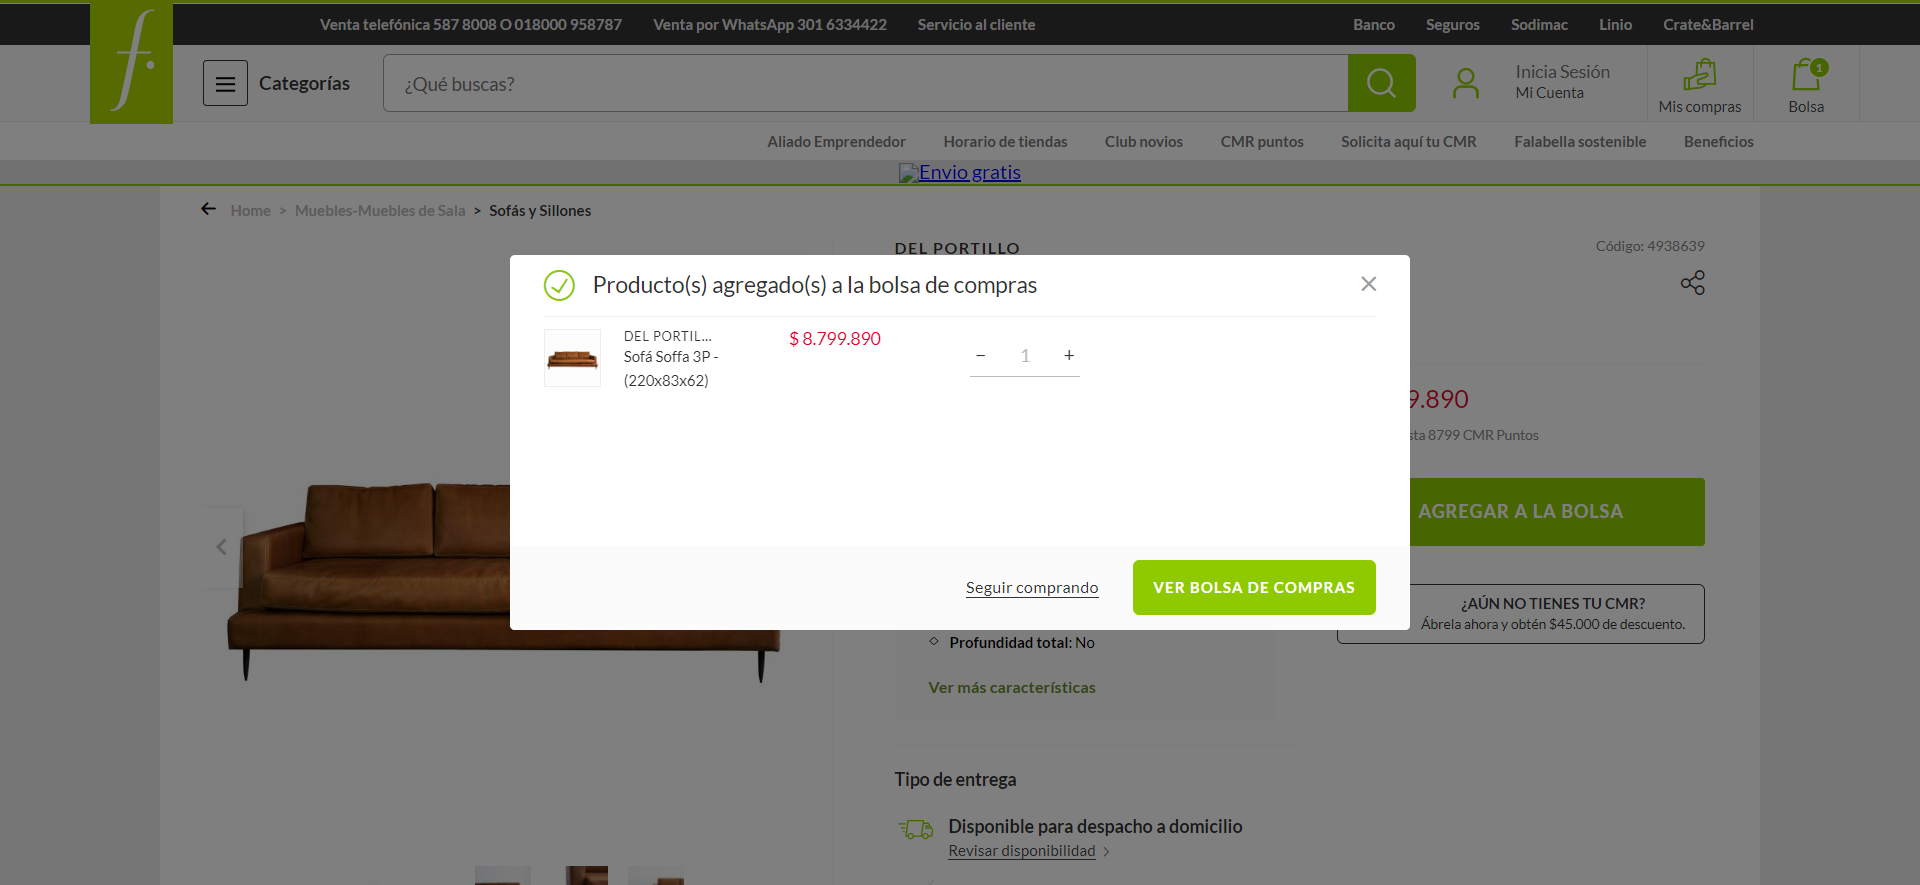 Venta telefónica 587 8008 O 018000 958787 Venta por WhatsApp 301 6334422 Servicio al cliente Banco Seguros Sodimac Linio Crate&Barrel
f.
Categorías
¿Qué buscas?
Inicia Sesión
Mi Cuenta
Mis compras
1
Bolsa
Aliado Emprendedor Horario de tiendas Club novios CMR puntos Solicita aquí tu CMR Falabella sostenible Beneficios
Envio gratis
Home > Muebles-Muebles de Sala > Sofás y Sillones
DEL PORTILLO
Código: 4938639
Producto(s) agregado(s) a la bolsa de compras
DEL PORTIL...
Sofá Soffa 3P -
(220x83x62)
$ 8.799.890
− 1 +
9.890
sta 8799 CMR Puntos
AGREGAR A LA BOLSA
Seguir comprando
VER BOLSA DE COMPRAS
¿AÚN NO TIENES TU CMR?
Ábrela ahora y obtén $45.000 de descuento.
Profundidad total: No
Ver más características
Tipo de entrega
Disponible para despacho a domicilio
Revisar disponibilidad >